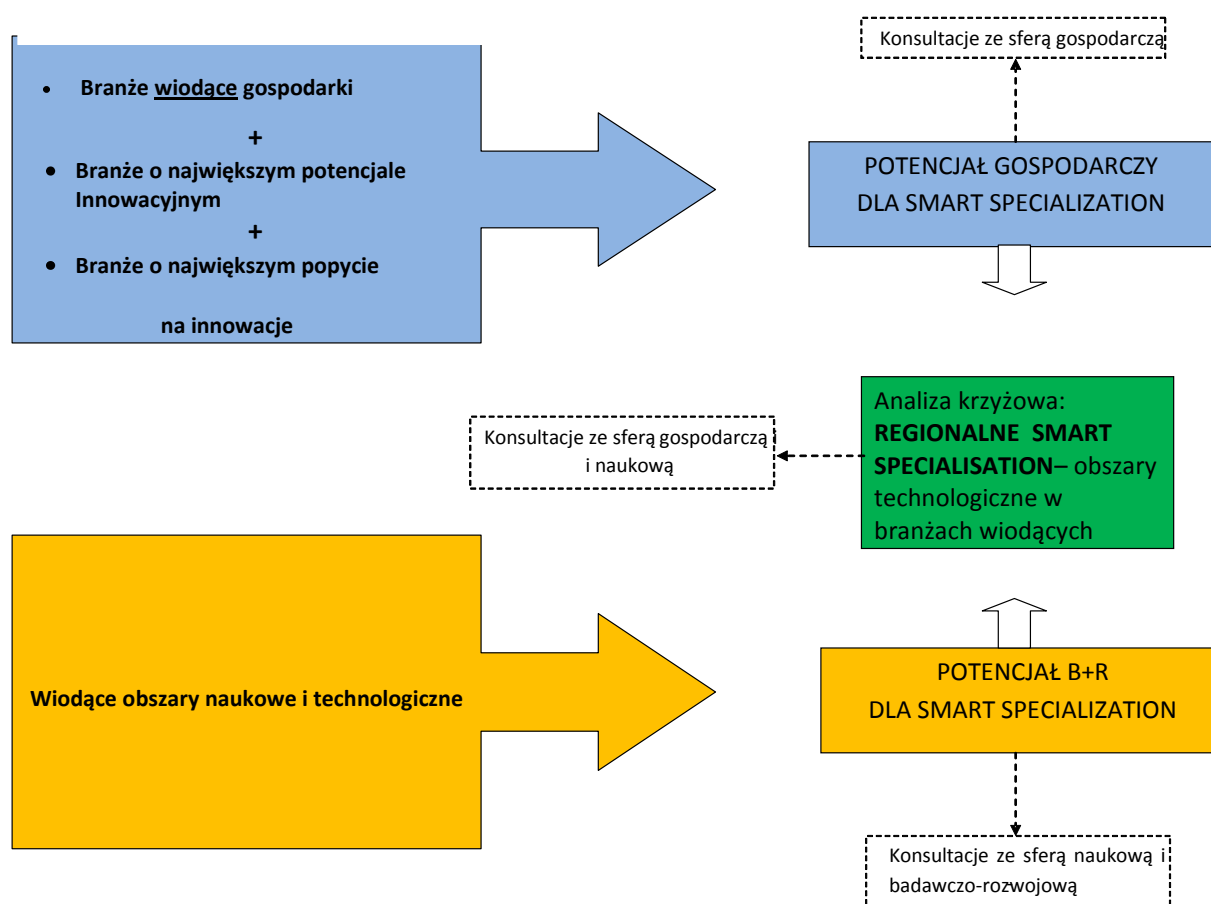 • Branże wiodące gospodarki
+
• Branże o największym potencjale
Innowacyjnym
+
• Branże o największym popycie
na innowacje
Konsultacje ze sferą gospodarczą
POTENCJAŁ GOSPODARCZY
DLA SMART SPECIALIZATION
Konsultacje ze sferą gospodarczą
i naukową
Analiza krzyżowa:
REGIONALNE SMART
SPECIALISATION– obszary
technologiczne w
branżach wiodących
Wiodące obszary naukowe i technologiczne
POTENCJAŁ B+R
DLA SMART SPECIALIZATION
Konsultacje ze sferą naukową i
badawczo-rozwojową